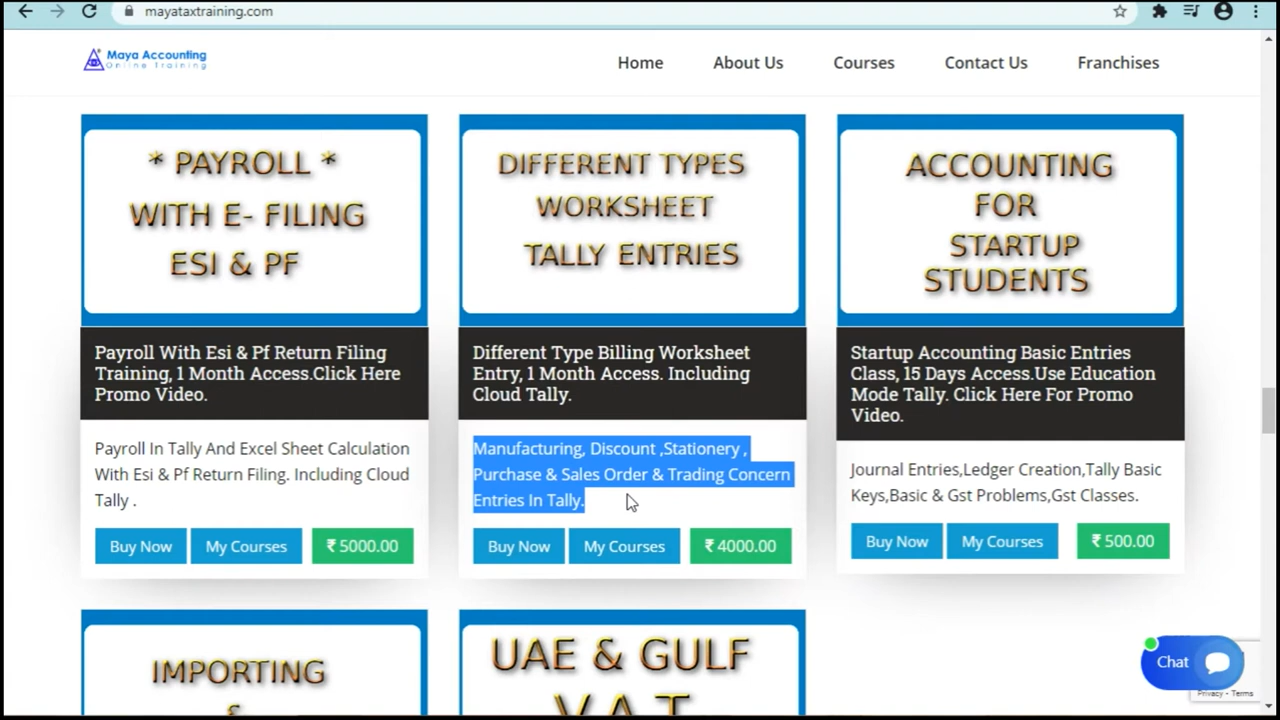 mayataxtraining.com
Maya Accounting
Online Training
Home
About Us
Courses
Contact Us
Franchises
* PAYROLL *
WITH E- FILING
ESI & PF
Payroll With Esi & Pf Return Filing
Training, 1 Month Access.Click Here
Promo Video.
Payroll In Tally And Excel Sheet Calculation
With Esi & Pf Return Filing. Including Cloud
Tally .
Buy Now
My Courses
₹ 5000.00
DIFFERENT TYPES
WORKSHEET
TALLY ENTRIES
Different Type Billing Worksheet
Entry, 1 Month Access. Including
Cloud Tally.
Manufacturing, Discount ,Stationery ,
Purchase & Sales Order & Trading Concern
Entries In Tally.
Buy Now
My Courses
₹ 4000.00
ACCOUNTING
FOR
STARTUP
STUDENTS
Startup Accounting Basic Entries
Class, 15 Days Access.Use Education
Mode Tally. Click Here For Promo
Video.
Journal Entries,Ledger Creation,Tally Basic
Keys,Basic & Gst Problems,Gst Classes.
Buy Now
My Courses
₹ 500.00
IMPORTING
&
UAE & GULF
VAT
Chat
Privacy - Terms